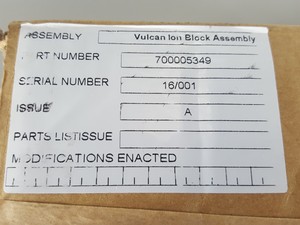 ASSEMBLY Vulcan Ion Block Assembly
RT NUMBER 700005349
SERIAL NUMBER 16/001
ISSUE A
PARTS LISTISSUE
MODIFICATIONS ENACTED